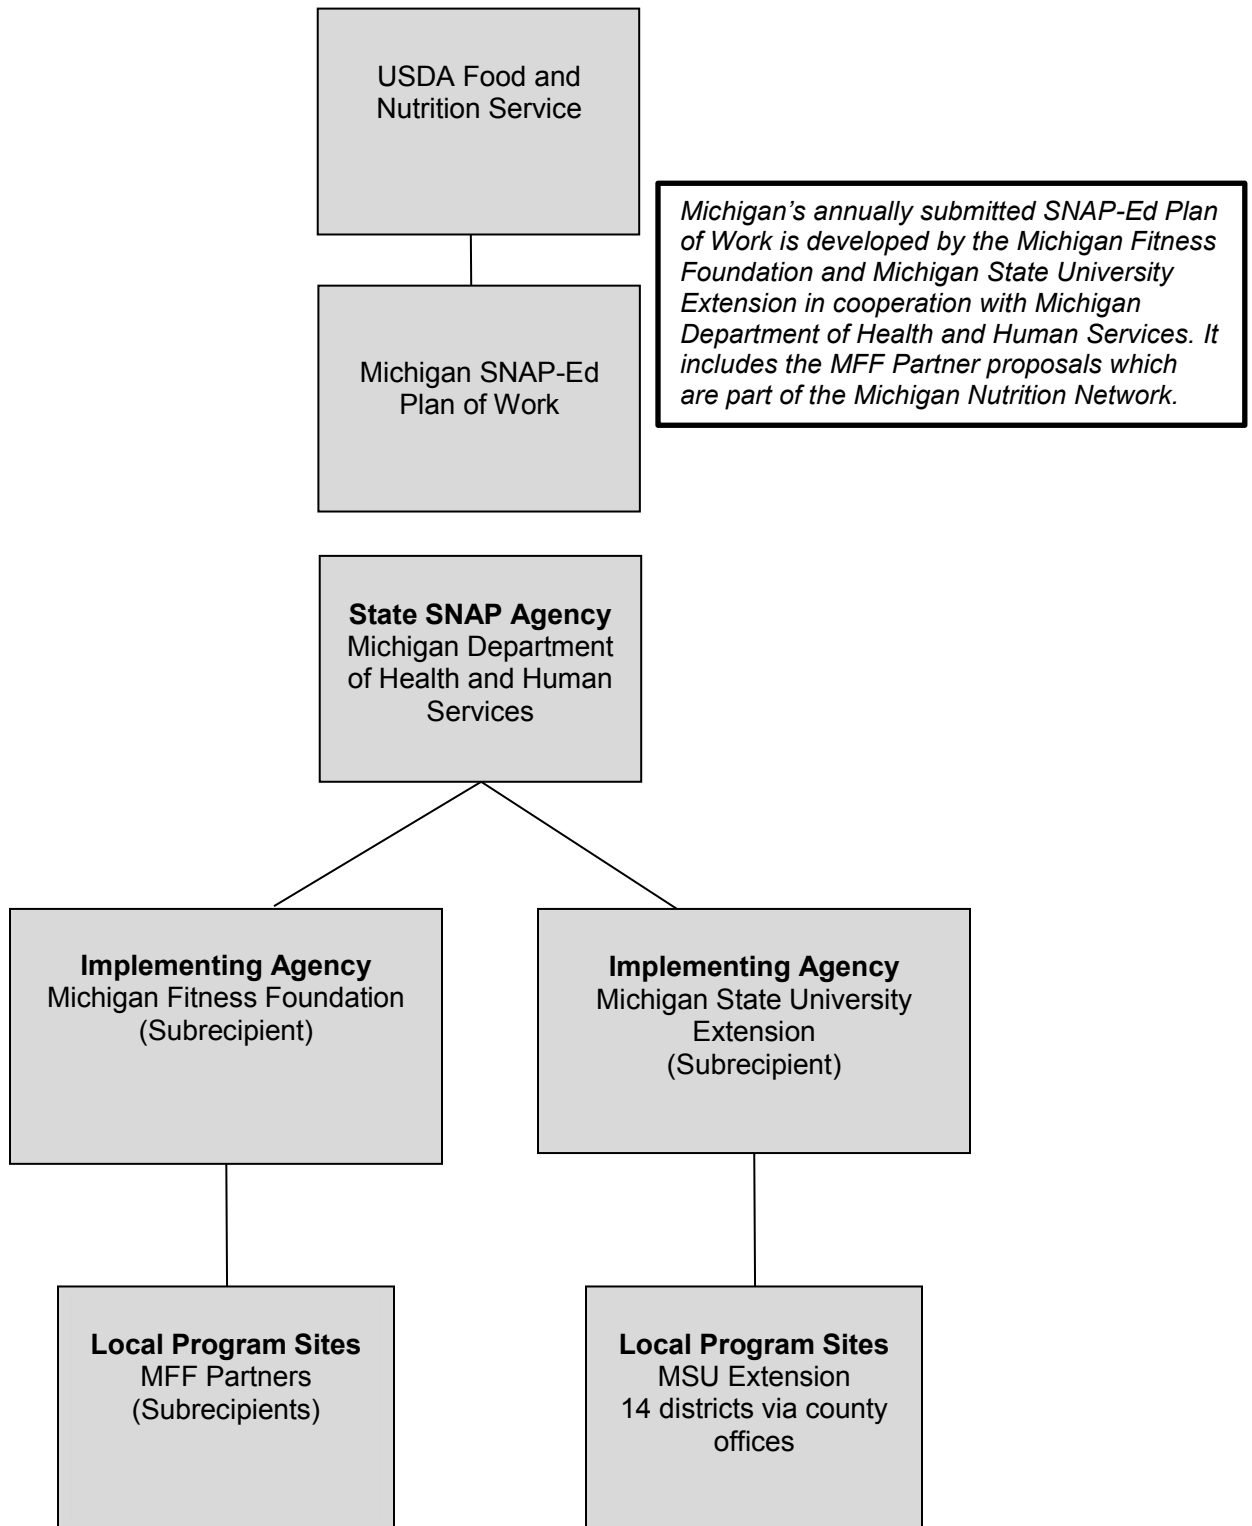 USDA Food and
Nutrition Service
Michigan's annually submitted SNAP-Ed Plan
of Work is developed by the Michigan Fitness
Foundation and Michigan State University
Extension in cooperation with Michigan
Department of Health and Human Services. It
includes the MFF Partner proposals which
are part of the Michigan Nutrition Network.
Michigan SNAP-Ed
Plan of Work
State SNAP Agency
Michigan Department
of Health and Human
Services
Implementing Agency
Michigan Fitness Foundation
(Subrecipient)
Implementing Agency
Michigan State University
Extension
(Subrecipient)
Local Program Sites
MFF Partners
(Subrecipients)
Local Program Sites
MSU Extension
14 districts via county
offices